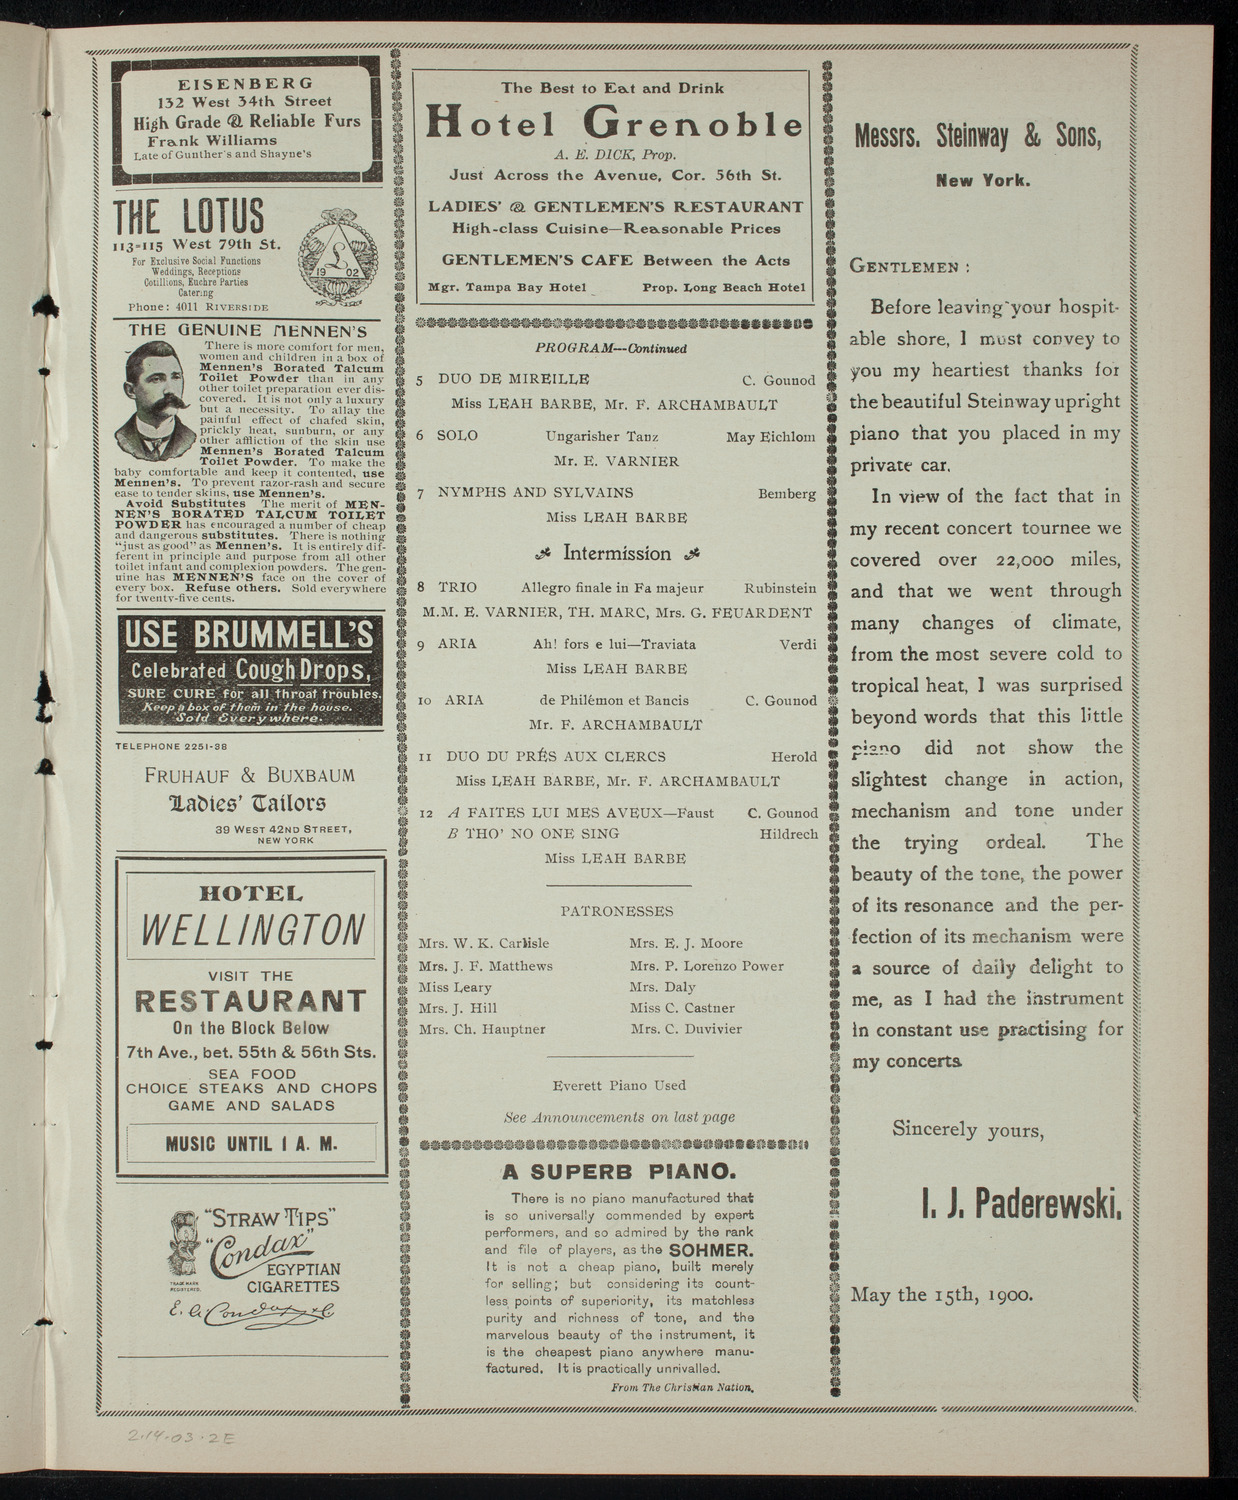 EISENBERG
132 West 34th Street
High Grade & Reliable Furs
Frank Williams
Late of Gunther's and Shayne's
THE LOTUS
113-115 West 79th St.
For Exclusive Social Functions
Weddings, Receptions
Cotillions, Euchre Parties
Catering
Phone: 4011 RIVERSIDE
L
19 02
THE GENUINE MENNEN'S
There is more comfort for men,
women and children in a box of
Mennen's Borated Talcum
Toilet Powder than in any
other toilet preparation ever dis-
covered. It is not only a luxury
but a necessity. To allay the
painful effect of chafed skin,
prickly heat, sunburn, or any
other affliction of the skin use
Mennen's Borated Talcum
Toilet Powder. To make the
baby comfortable and keep it contented, use
Mennen's. To prevent razor-rash and secure
ease to tender skins, use Mennen's.
Avoid Substitutes The merit of MEN-
NEN'S BORATED TALCUM TOILET
POWDER has encouraged a number of cheap
and dangerous substitutes. There is nothing
"just as good" as Mennen's. It is entirely dif-
ferent in principle and purpose from all other
toilet infant and complexion powders. The gen-
uine has MENNEN'S face on the cover of
every box. Refuse others. Sold everywhere
for twenty-five cents.
USE BRUMMELL'S
Celebrated Cough Drops,
SURE CURE for all throat troubles.
Keep a box of them in the house.
Sold Everywhere.
TELEPHONE 2251-38
FRUHAUF & BUXBAUM
Ladies' Tailors
39 WEST 42ND STREET,
NEW YORK
HOTEL
WELLINGTON
VISIT THE
RESTAURANT
On the Block Below
7th Ave., bet. 55th & 56th Sts.
SEA FOOD
CHOICE STEAKS AND CHOPS
GAME AND SALADS
MUSIC UNTIL 1 A. M.
"STRAW TIPS"
"Condax"
EGYPTIAN
CIGARETTES
TRADE MARK
REGISTERED.
E. A. Condax & Co
The Best to Eat and Drink
Hotel Grenoble
A. E. DICK, Prop.
Just Across the Avenue, Cor. 56th St.
LADIES' & GENTLEMEN'S RESTAURANT
High-class Cuisine—Reasonable Prices
GENTLEMEN'S CAFE Between the Acts
Mgr. Tampa Bay Hotel Prop. Long Beach Hotel
PROGRAM---Continued
5 DUO DE MIREILLE C. Gounod
Miss LEAH BARBE, Mr. F. ARCHAMBAULT
6 SOLO Ungarisher Tanz May Eichlom
Mr. E. VARNIER
7 NYMPHS AND SYLVAINS Bemberg
Miss LEAH BARBE
Intermission
8 TRIO Allegro finale in Fa majeur Rubinstein
M.M. E. VARNIER, TH. MARC, Mrs. G. FEUARDENT
9 ARIA Ah! fors e lui—Traviata Verdi
Miss LEAH BARBE
10 ARIA de Philémon et Bancis C. Gounod
Mr. F. ARCHAMBAULT
11 DUO DU PRÉS AUX CLERCS Herold
Miss LEAH BARBE, Mr. F. ARCHAMBAULT
12 A FAITES LUI MES AVEUX—Faust C. Gounod
B THO' NO ONE SING Hildrech
Miss LEAH BARBE
PATRONESSES
Mrs. W. K. Carlisle Mrs. E. J. Moore
Mrs. J. F. Matthews Mrs. P. Lorenzo Power
Miss Leary Mrs. Daly
Mrs. J. Hill Miss C. Castner
Mrs. Ch. Hauptner Mrs. C. Duvivier
Everett Piano Used
See Announcements on last page
A SUPERB PIANO.
There is no piano manufactured that
is so universally commended by expert
performers, and so admired by the rank
and file of players, as the SOHMER.
It is not a cheap piano, built merely
for selling; but considering its count-
less points of superiority, its matchless
purity and richness of tone, and the
marvelous beauty of the instrument, it
is the cheapest piano anywhere manu-
factured. It is practically unrivalled.
From The Christian Nation.
Messrs. Steinway & Sons,
New York.
GENTLEMEN :
Before leaving your hospit-
able shore, I must convey to
you my heartiest thanks for
the beautiful Steinway upright
piano that you placed in my
private car.
In view of the fact that in
my recent concert tournee we
covered over 22,000 miles,
and that we went through
many changes of climate,
from the most severe cold to
tropical heat, I was surprised
beyond words that this little
piano did not show the
slightest change in action,
mechanism and tone under
the trying ordeal. The
beauty of the tone, the power
of its resonance and the per-
fection of its mechanism were
a source of daily delight to
me, as I had the instrument
in constant use practising for
my concerts
Sincerely yours,
I. J. Paderewski.
May the 15th, 1900.
2.14.03.2E